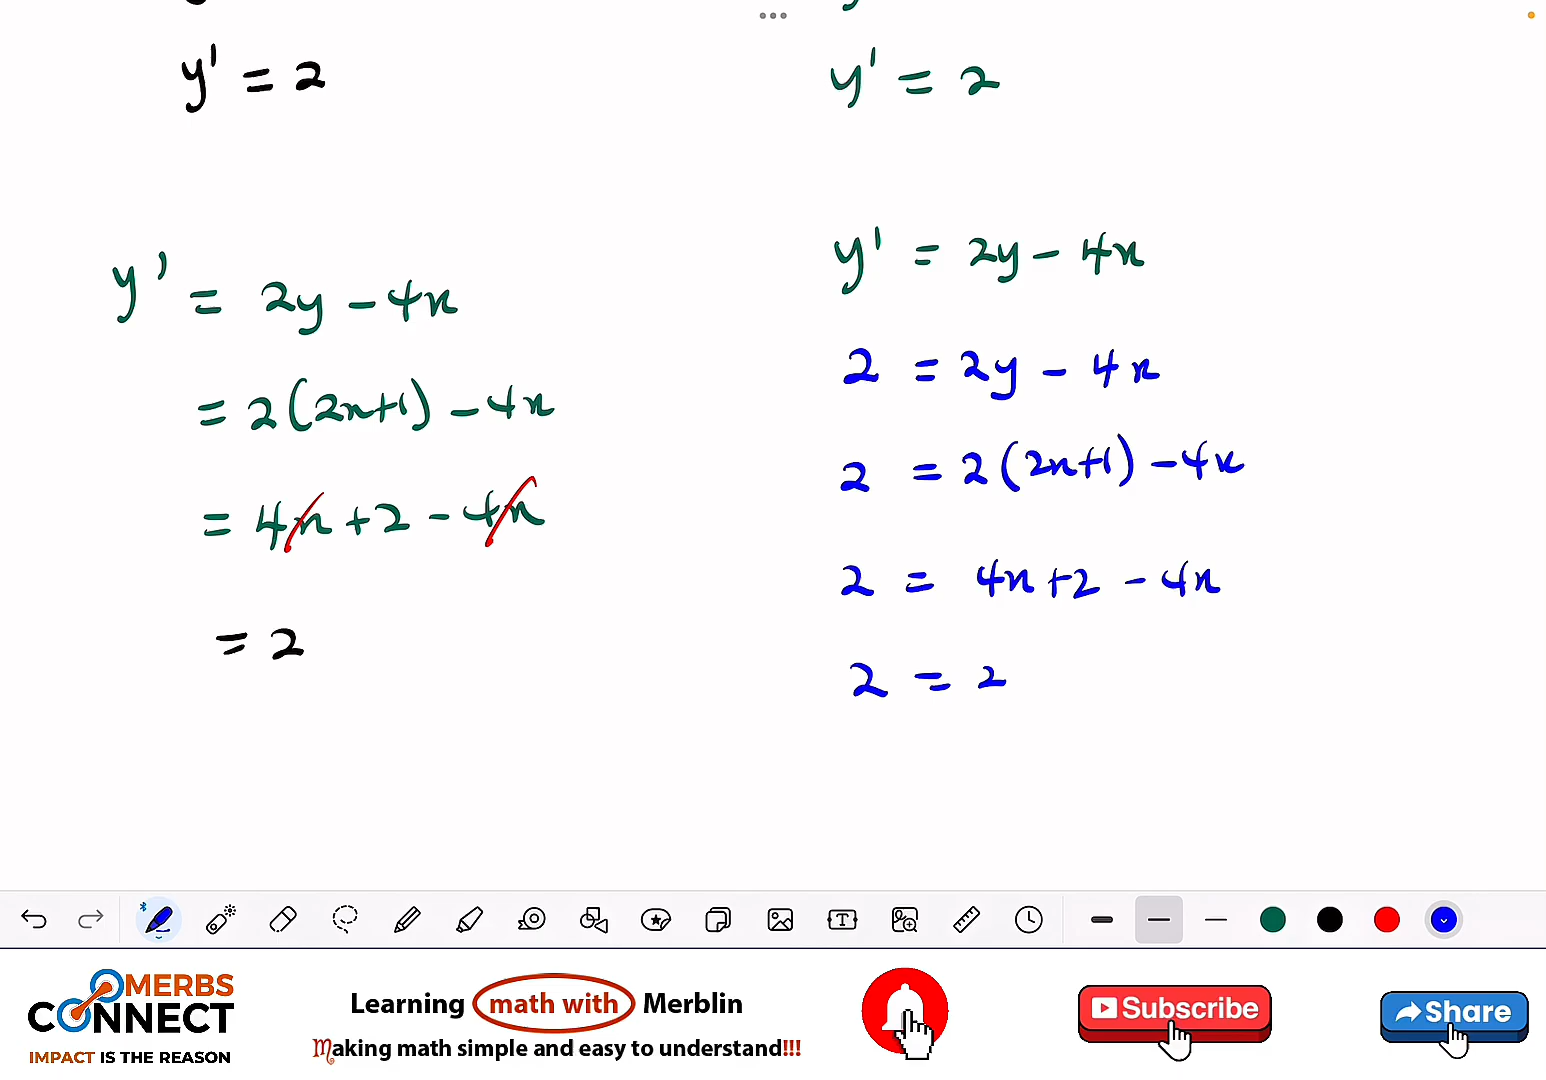 y' = 2
y' = 2y - 4x
= 2(2x+1) - 4x
= 4x + 2 - 4x
= 2
y' = 2
y' = 2y - 4x
2 = 2y - 4x
2 = 2(2x+1) - 4x
2 = 4x + 2 - 4x
2 = 2
T
MERBS
CONNECT
IMPACT IS THE REASON
Learning math with Merblin
Making math simple and easy to understand!!!
Subscribe
Share